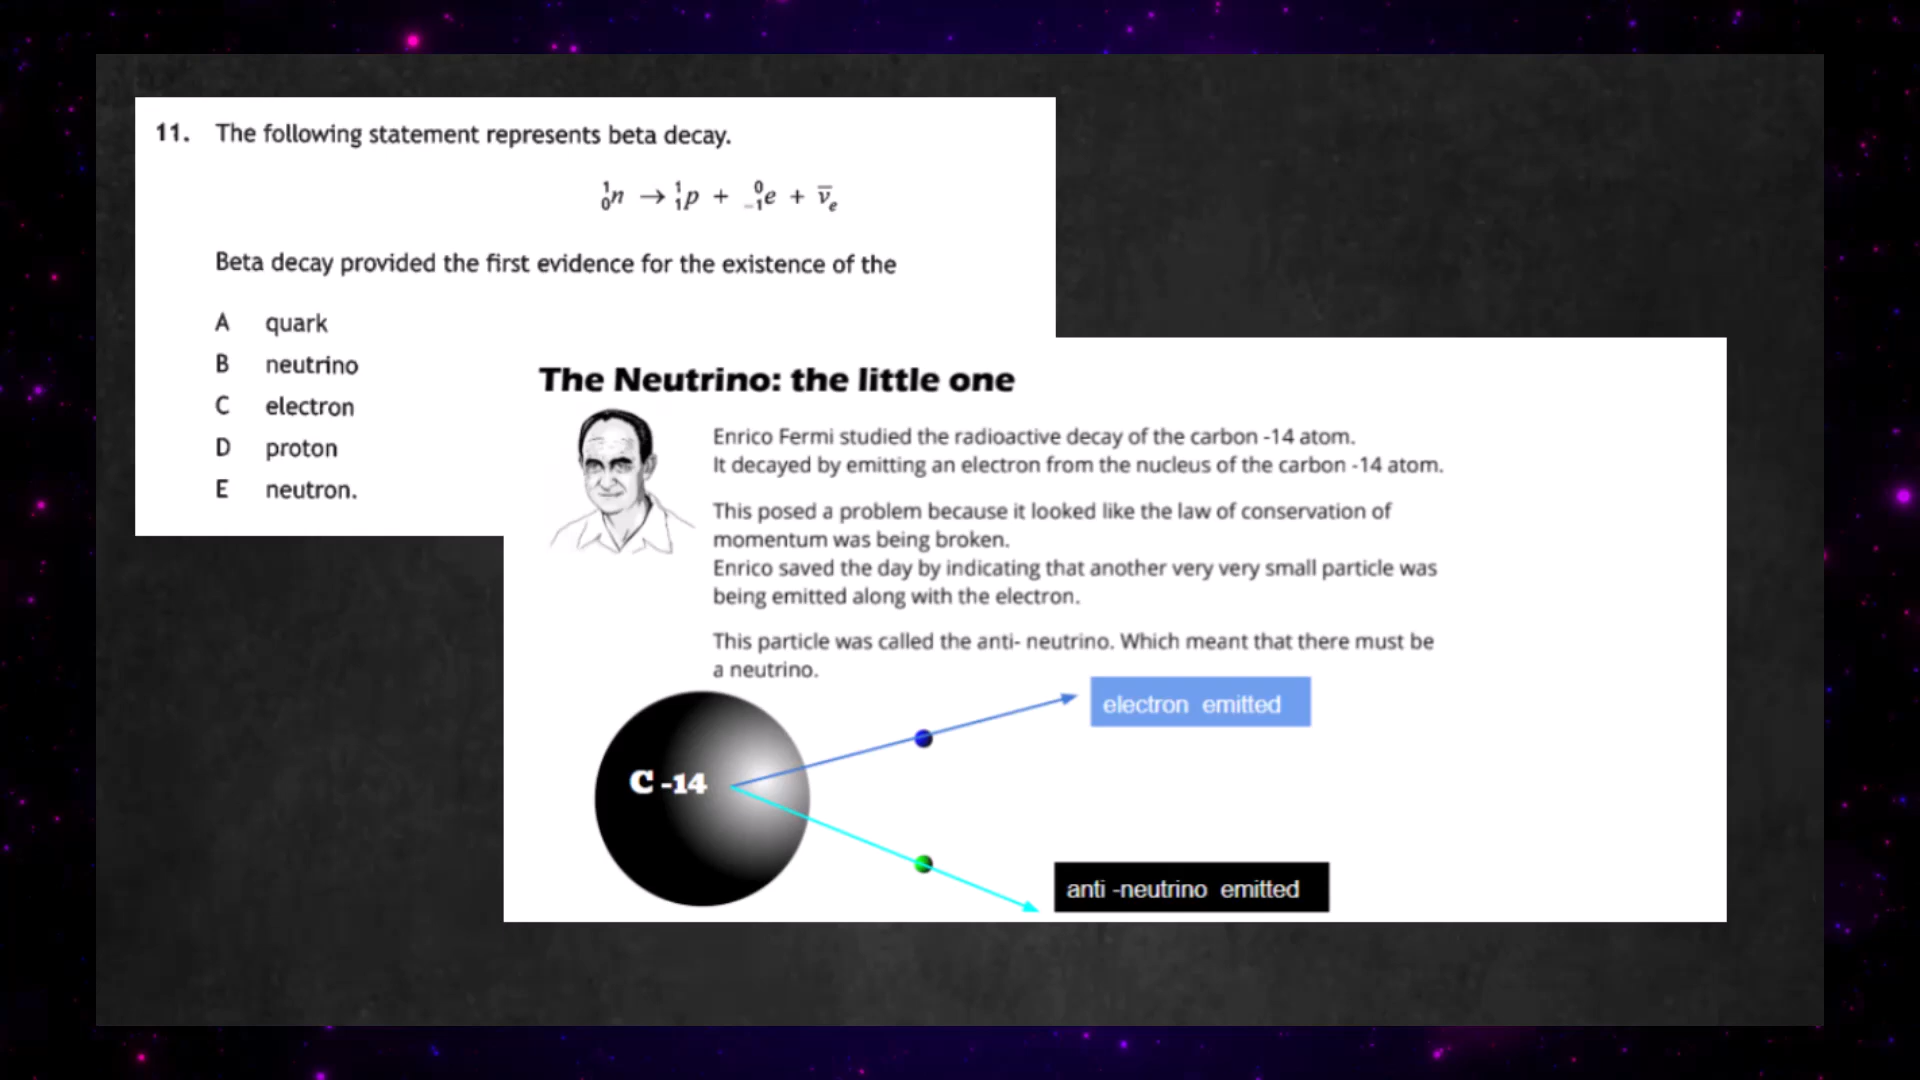 11. The following statement represents beta decay.
¹₀n → ¹₁p + ⁰₋₁e + ν̅ₑ
Beta decay provided the first evidence for the existence of the
A quark
B neutrino
C electron
D proton
E neutron.
The Neutrino: the little one
Enrico Fermi studied the radioactive decay of the carbon -14 atom.
It decayed by emitting an electron from the nucleus of the carbon -14 atom.
This posed a problem because it looked like the law of conservation of
momentum was being broken.
Enrico saved the day by indicating that another very very small particle was
being emitted along with the electron.
This particle was called the anti- neutrino. Which meant that there must be
a neutrino.
electron emitted
C -14
anti -neutrino emitted